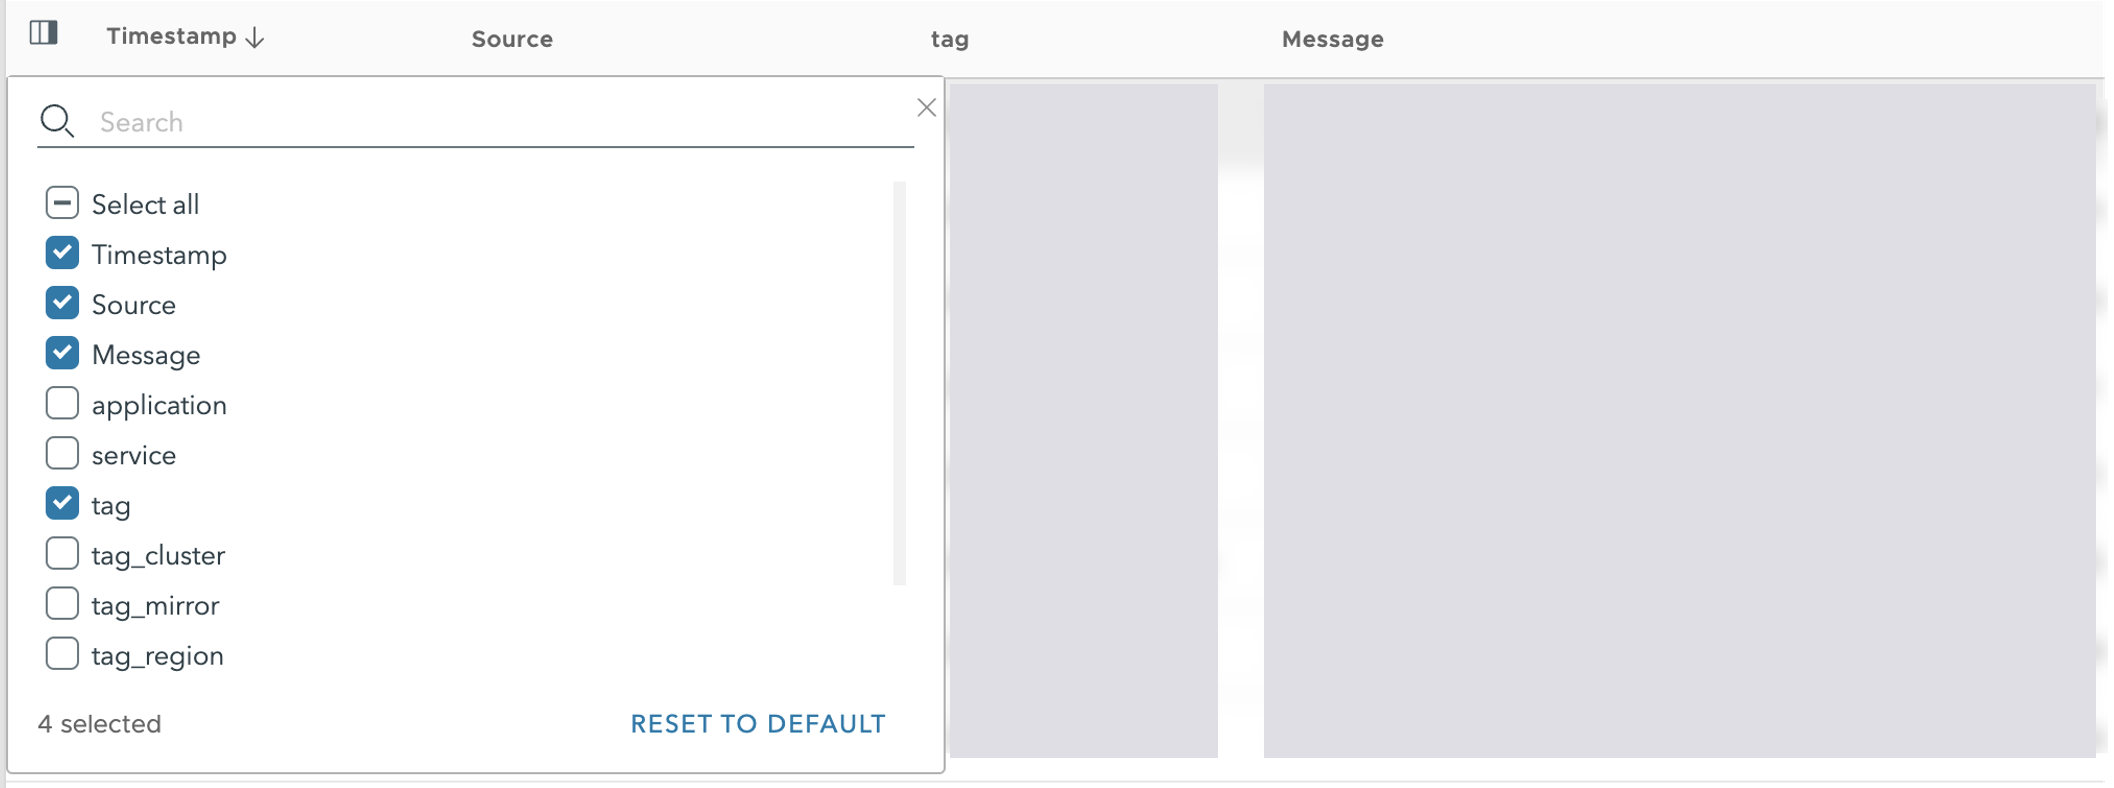 Timestamp Source tag Message
Search
Select all
Timestamp
Source
Message
application
service
tag
tag_cluster
tag_mirror
tag_region
4 selected RESET TO DEFAULT